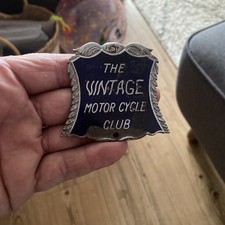 THE
VINTAGE
MOTOR CYCLE
CLUB